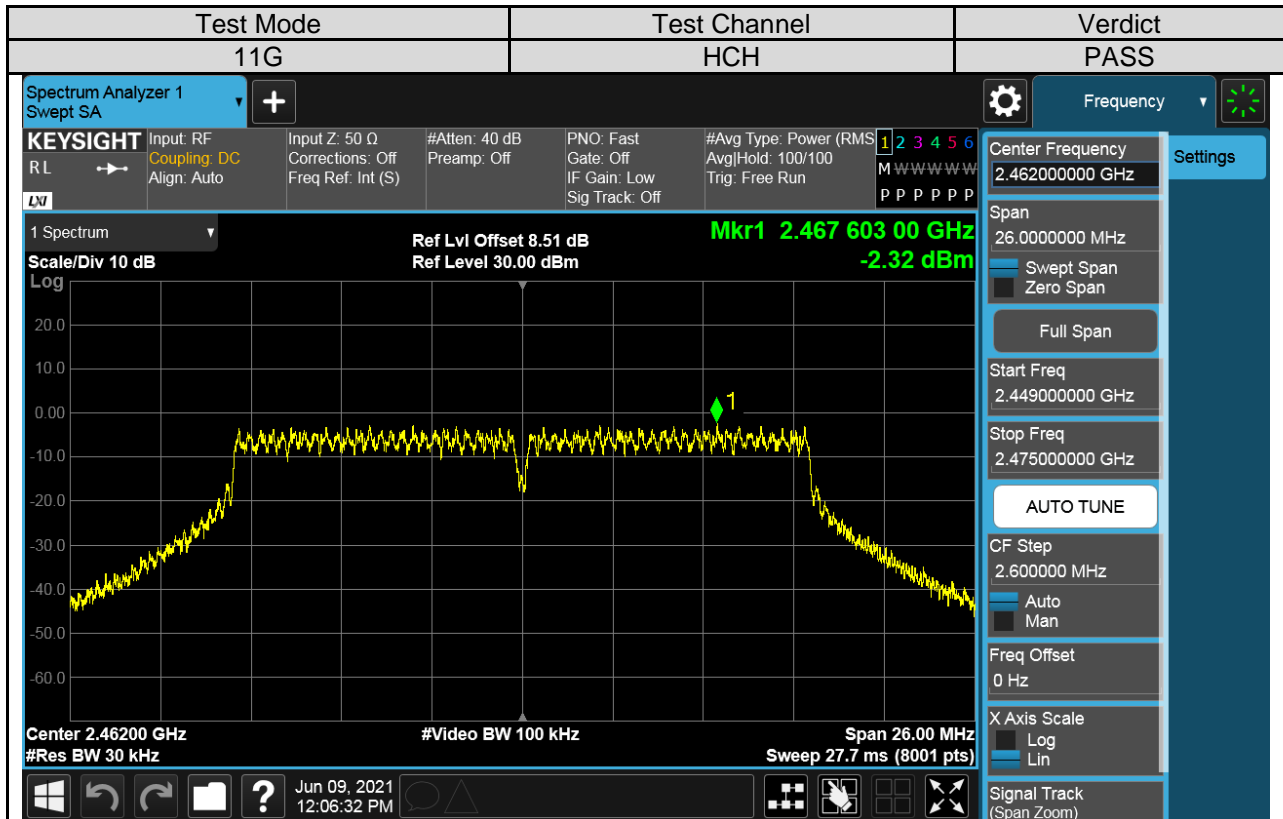 Test Mode Test Channel Verdict
11G HCH PASS
Spectrum Analyzer 1
Swept SA
Frequency
KEYSIGHT
RL
LXI
Input: RF
Coupling: DC
Align: Auto
Input Z: 50 Ω
Corrections: Off
Freq Ref: Int (S)
#Atten: 40 dB
Preamp: Off
PNO: Fast
Gate: Off
IF Gain: Low
Sig Track: Off
#Avg Type: Power (RMS
Avg|Hold: 100/100
Trig: Free Run
1 2 3 4 5 6
M W W W W W
P P P P P P
1 Spectrum
Scale/Div 10 dB
Log
Ref Lvl Offset 8.51 dB
Ref Level 30.00 dBm
Mkr1 2.467 603 00 GHz
-2.32 dBm
20.0
10.0
0.00
-10.0
-20.0
-30.0
-40.0
-50.0
-60.0
1
Center 2.46200 GHz
#Res BW 30 kHz
#Video BW 100 kHz
Span 26.00 MHz
Sweep 27.7 ms (8001 pts)
Center Frequency
2.462000000 GHz
Settings
Span
26.0000000 MHz
Swept Span
Zero Span
Full Span
Start Freq
2.449000000 GHz
Stop Freq
2.475000000 GHz
AUTO TUNE
CF Step
2.600000 MHz
Auto
Man
Freq Offset
0 Hz
X Axis Scale
Log
Lin
Signal Track
(Span Zoom)
?
Jun 09, 2021
12:06:32 PM